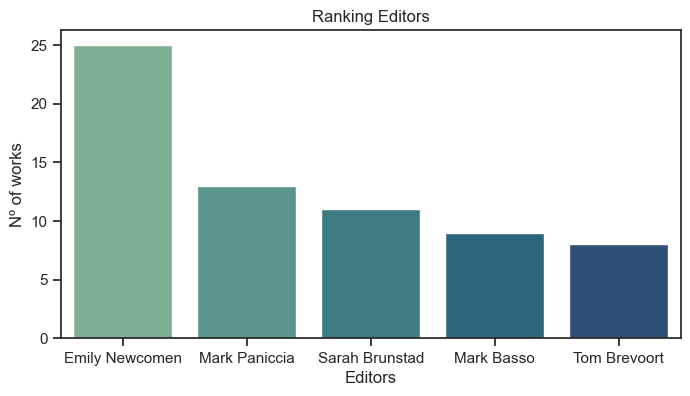 Ranking Editors
Nº of works
25
20
15
10
5
0
Emily Newcomen Mark Paniccia Sarah Brunstad Mark Basso Tom Brevoort
Editors